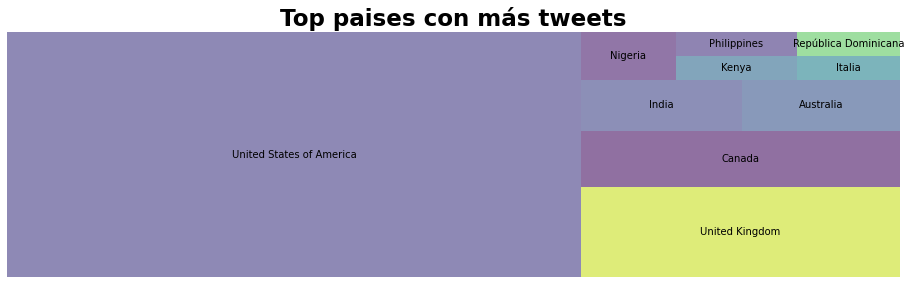 Top paises con más tweets
Nigeria
Philippines
República Dominicana
Kenya
Italia
India
Australia
United States of America
Canada
United Kingdom